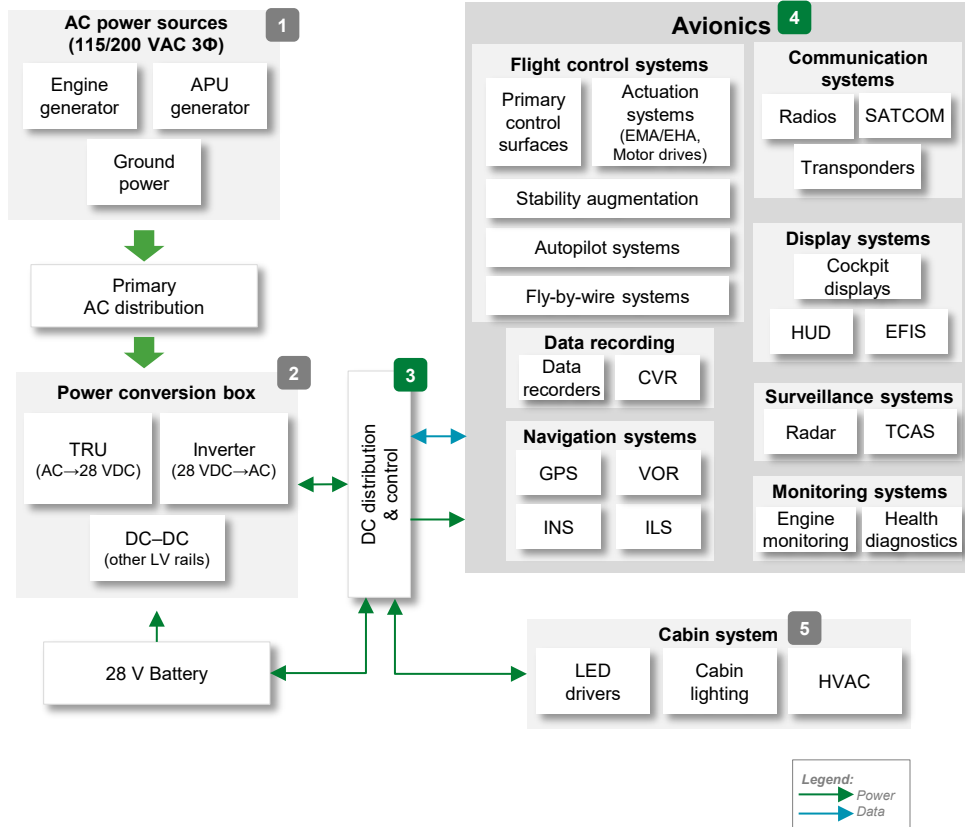 AC power sources
(115/200 VAC 3Φ)
1
Engine
generator
APU
generator
Ground
power
Primary
AC distribution
Power conversion box
2
TRU
(AC→28 VDC)
Inverter
(28 VDC→AC)
DC–DC
(other LV rails)
28 V Battery
3
DC distribution
& control
Avionics
4
Flight control systems
Primary
control
surfaces
Actuation
systems
(EMA/EHA,
Motor drives)
Stability augmentation
Autopilot systems
Fly-by-wire systems
Data recording
Data
recorders
CVR
Navigation systems
GPS
VOR
INS
ILS
Communication
systems
Radios
SATCOM
Transponders
Display systems
Cockpit
displays
HUD
EFIS
Surveillance systems
Radar
TCAS
Monitoring systems
Engine
monitoring
Health
diagnostics
Cabin system
5
LED
drivers
Cabin
lighting
HVAC
Legend:
Power
Data